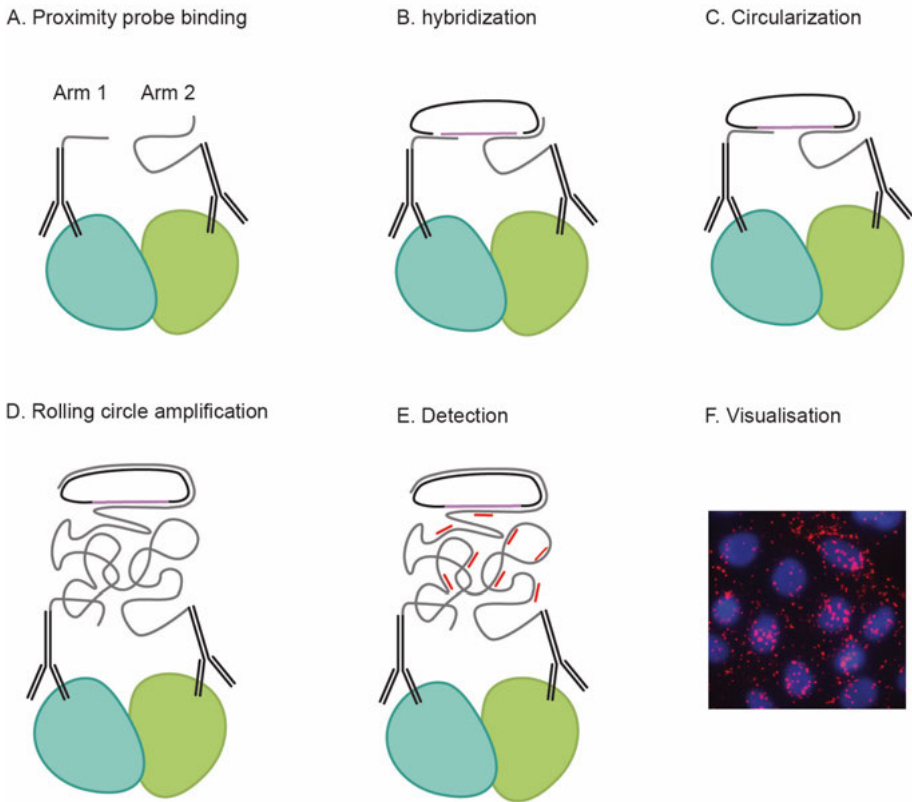 A. Proximity probe binding
B. hybridization
C. Circularization
Arm 1
Arm 2
D. Rolling circle amplification
E. Detection
F. Visualisation